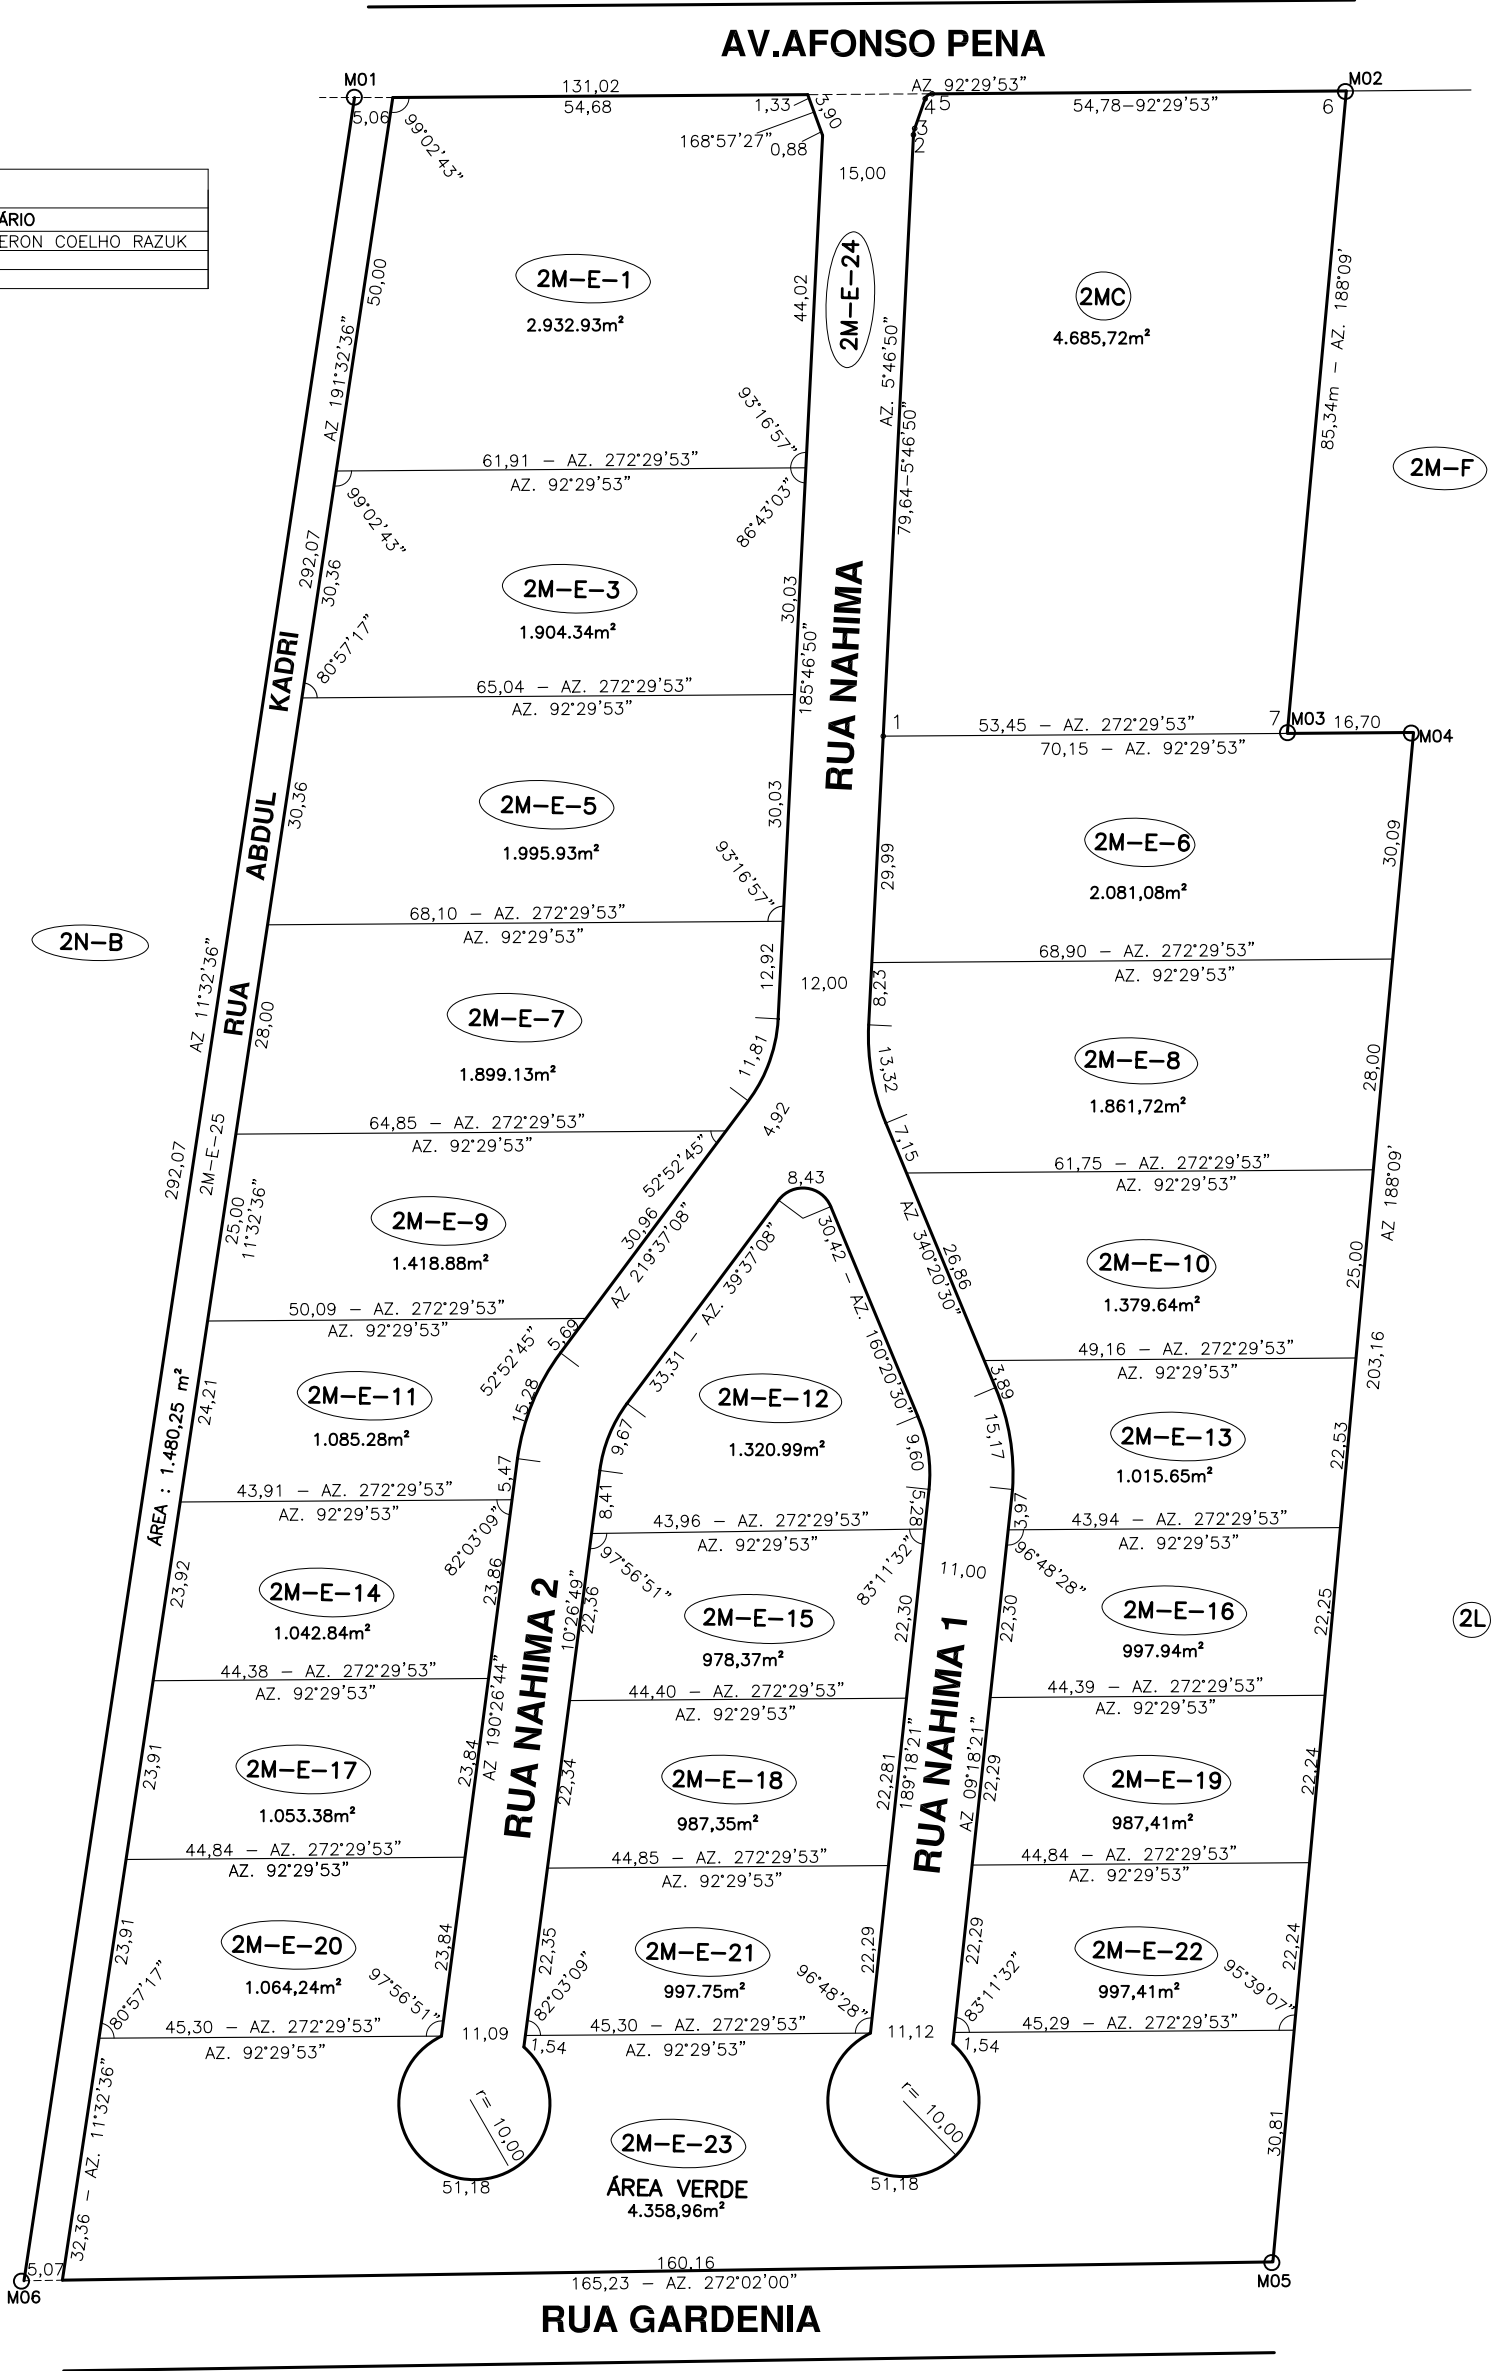 AV.AFONSO PENA
M01
131,02
54,68
5,06
99°02'43"
1,33
3,90
168°57'27"
0,88
AZ 92°29'53"
4
5
3
2
54,78-92°29'53"
6
M02
15,00
ÁRIO
ERON COELHO RAZUK
50,00
AZ 191°32'36"
2M-E-1
2.932.93m²
44,02
2M-E-24
AZ. 5°46'50"
79,64-5°46'50"
2MC
4.685,72m²
85,34m - AZ. 188°09'
2M-F
93°16'57"
61,91 - AZ. 272°29'53"
AZ. 92°29'53"
99°02'43"
86°43'03"
292,07
30,36
2M-E-3
1.904.34m²
30,03
185°46'50"
RUA NAHIMA
80°57'17"
65,04 - AZ. 272°29'53"
AZ. 92°29'53"
RUA ABDUL KADRI
1
53,45 - AZ. 272°29'53"
70,15 - AZ. 92°29'53"
7
M03
16,70
M04
30,36
2M-E-5
1.995.93m²
30,03
93°16'57"
29,99
2M-E-6
2.081,08m²
30,09
68,10 - AZ. 272°29'53"
AZ. 92°29'53"
2N-B
AZ 11°32'36"
28,00
12,92
12,00
8,23
68,90 - AZ. 272°29'53"
AZ. 92°29'53"
2M-E-7
1.899.13m²
11,81
13,32
2M-E-8
1.861,72m²
28,00
4,92
7,15
64,85 - AZ. 272°29'53"
AZ. 92°29'53"
52°52'45"
61,75 - AZ. 272°29'53"
AZ. 92°29'53"
292,07
2M-E-25
25,00
11°32'36"
2M-E-9
1.418.88m²
30,96
AZ 219°37'08"
8,43
33,31 - AZ. 39°37'08"
30,42 - AZ. 160°20'30"
AZ 340°20'30"
26,86
2M-E-10
1.379.64m²
AZ 188°09'
25,00
203,16
50,09 - AZ. 272°29'53"
AZ. 92°29'53"
5,69
52°52'45"
49,16 - AZ. 272°29'53"
AZ. 92°29'53"
3,89
ÁREA : 1.480,25 m²
24,21
2M-E-11
1.085.28m²
15,28
5,47
9,67
2M-E-12
1.320.99m²
9,60
15,17
2M-E-13
1.015.65m²
22,53
43,91 - AZ. 272°29'53"
AZ. 92°29'53"
82°03'09"
8,41
43,96 - AZ. 272°29'53"
AZ. 92°29'53"
5,28
83°11'32"
3,97
43,94 - AZ. 272°29'53"
AZ. 92°29'53"
96°48'28"
97°56'51"
11,00
23,92
2M-E-14
1.042.84m²
23,86
RUA NAHIMA 2
10°26'49"
22,36
2M-E-15
978,37m²
22,30
RUA NAHIMA 1
22,30
2M-E-16
997.94m²
22,25
2L
44,38 - AZ. 272°29'53"
AZ. 92°29'53"
AZ 190°26'44"
44,40 - AZ. 272°29'53"
AZ. 92°29'53"
44,39 - AZ. 272°29'53"
AZ. 92°29'53"
23,91
2M-E-17
1.053.38m²
23,84
22,34
2M-E-18
987,35m²
22,281
189°18'21"
AZ 09°18'21"
22,29
2M-E-19
987,41m²
22,24
44,84 - AZ. 272°29'53"
AZ. 92°29'53"
44,85 - AZ. 272°29'53"
AZ. 92°29'53"
44,84 - AZ. 272°29'53"
AZ. 92°29'53"
23,91
2M-E-20
1.064,24m²
97°56'51"
23,84
22,35
82°03'09"
2M-E-21
997.75m²
96°48'28"
22,29
22,29
83°11'32"
2M-E-22
997,41m²
95°39'07"
22,24
80°57'17"
45,30 - AZ. 272°29'53"
AZ. 92°29'53"
11,09
1,54
45,30 - AZ. 272°29'53"
AZ. 92°29'53"
11,12
1,54
45,29 - AZ. 272°29'53"
32,36 - AZ. 11°32'36"
r= 10,00
51,18
2M-E-23
ÁREA VERDE
4.358,96m²
r= 10,00
51,18
30,81
5,07
M06
160,16
165,23 - AZ. 272°02'00"
M05
RUA GARDENIA